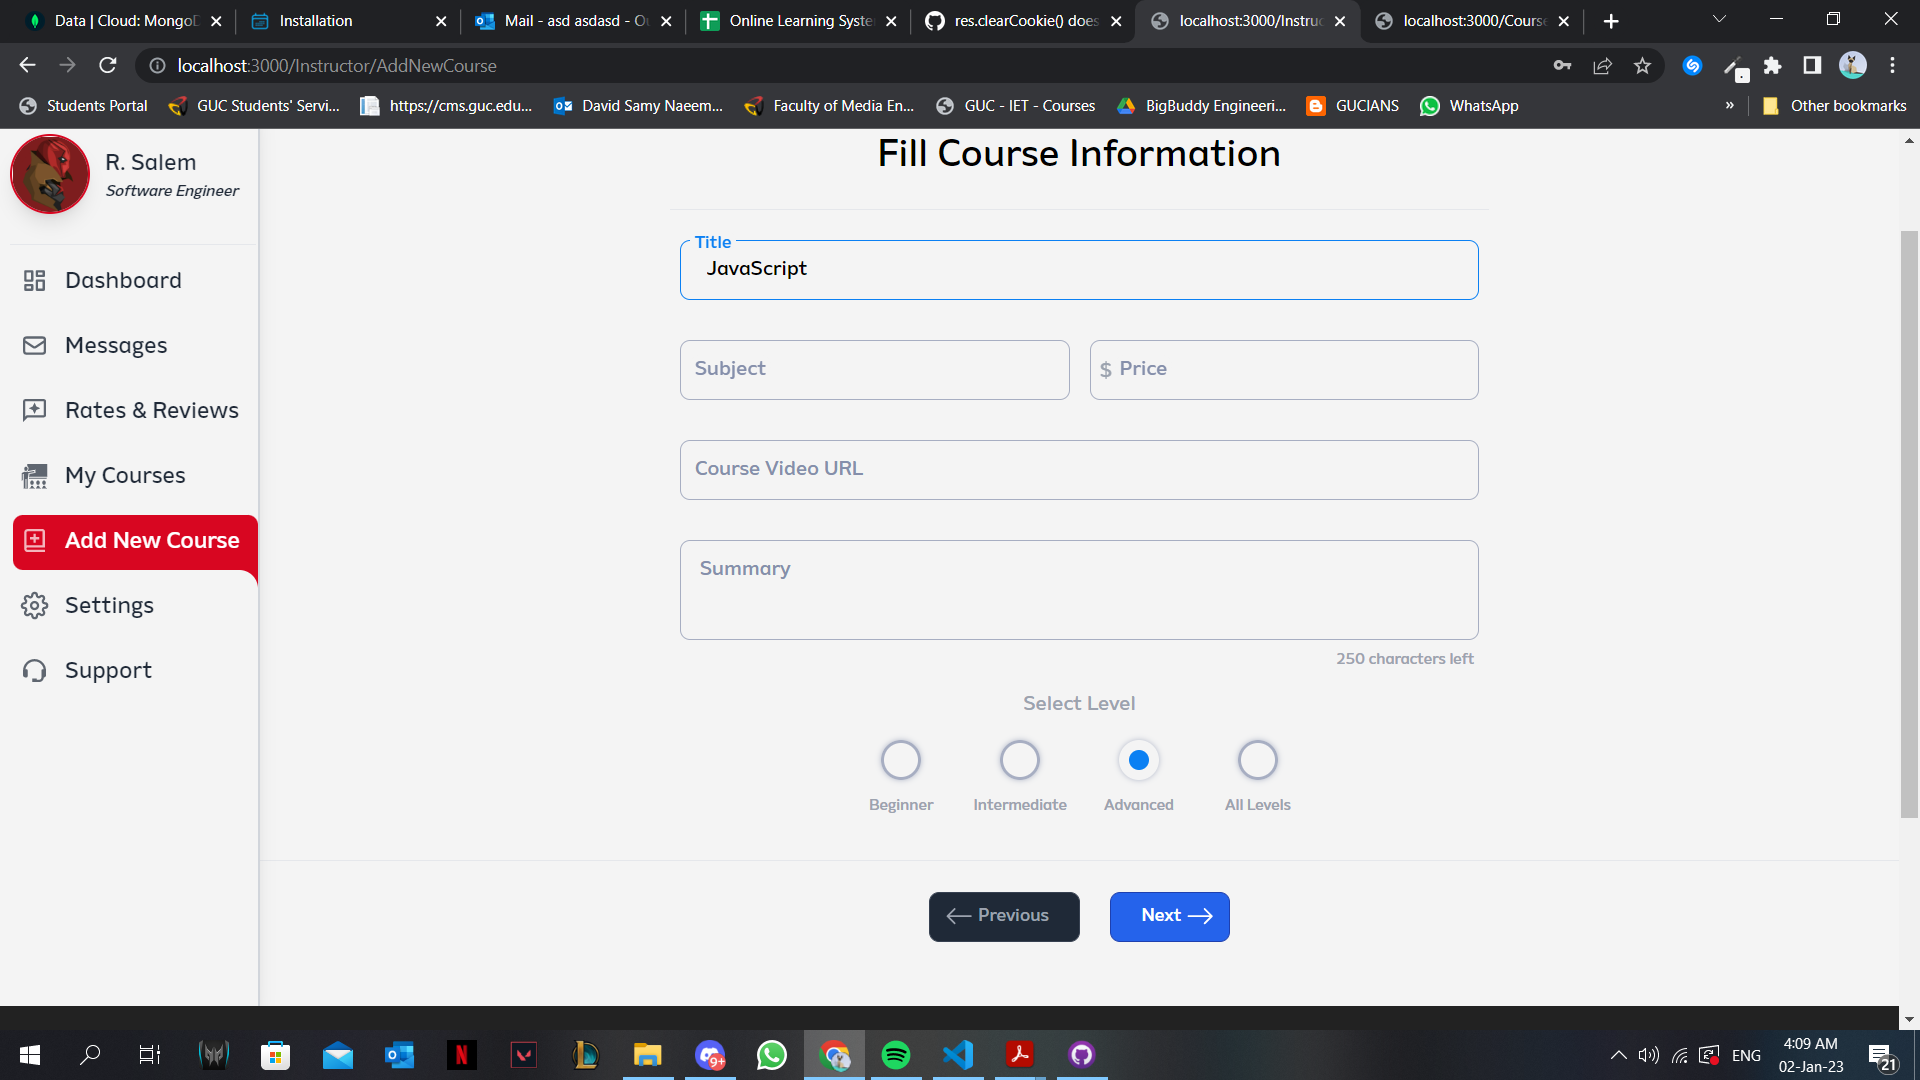 Data | Cloud: MongoD
Installation
Mail - asd asdasd - Ou
Online Learning Syste
res.clearCookie() does
localhost:3000/Instruc
localhost:3000/Course
localhost:3000/Instructor/AddNewCourse
Students Portal
GUC Students' Servi...
https://cms.guc.edu...
David Samy Naeem...
Faculty of Media En...
GUC - IET - Courses
BigBuddy Engineeri...
GUCIANS
WhatsApp
»
Other bookmarks
R. Salem
Software Engineer
Dashboard
Messages
Rates & Reviews
My Courses
Add New Course
Settings
Support
Fill Course Information
Title
JavaScript
Subject
$ Price
Course Video URL
Summary
250 characters left
Select Level
Beginner
Intermediate
Advanced
All Levels
Previous
Next
9+
ENG
4:09 AM
02-Jan-23
21